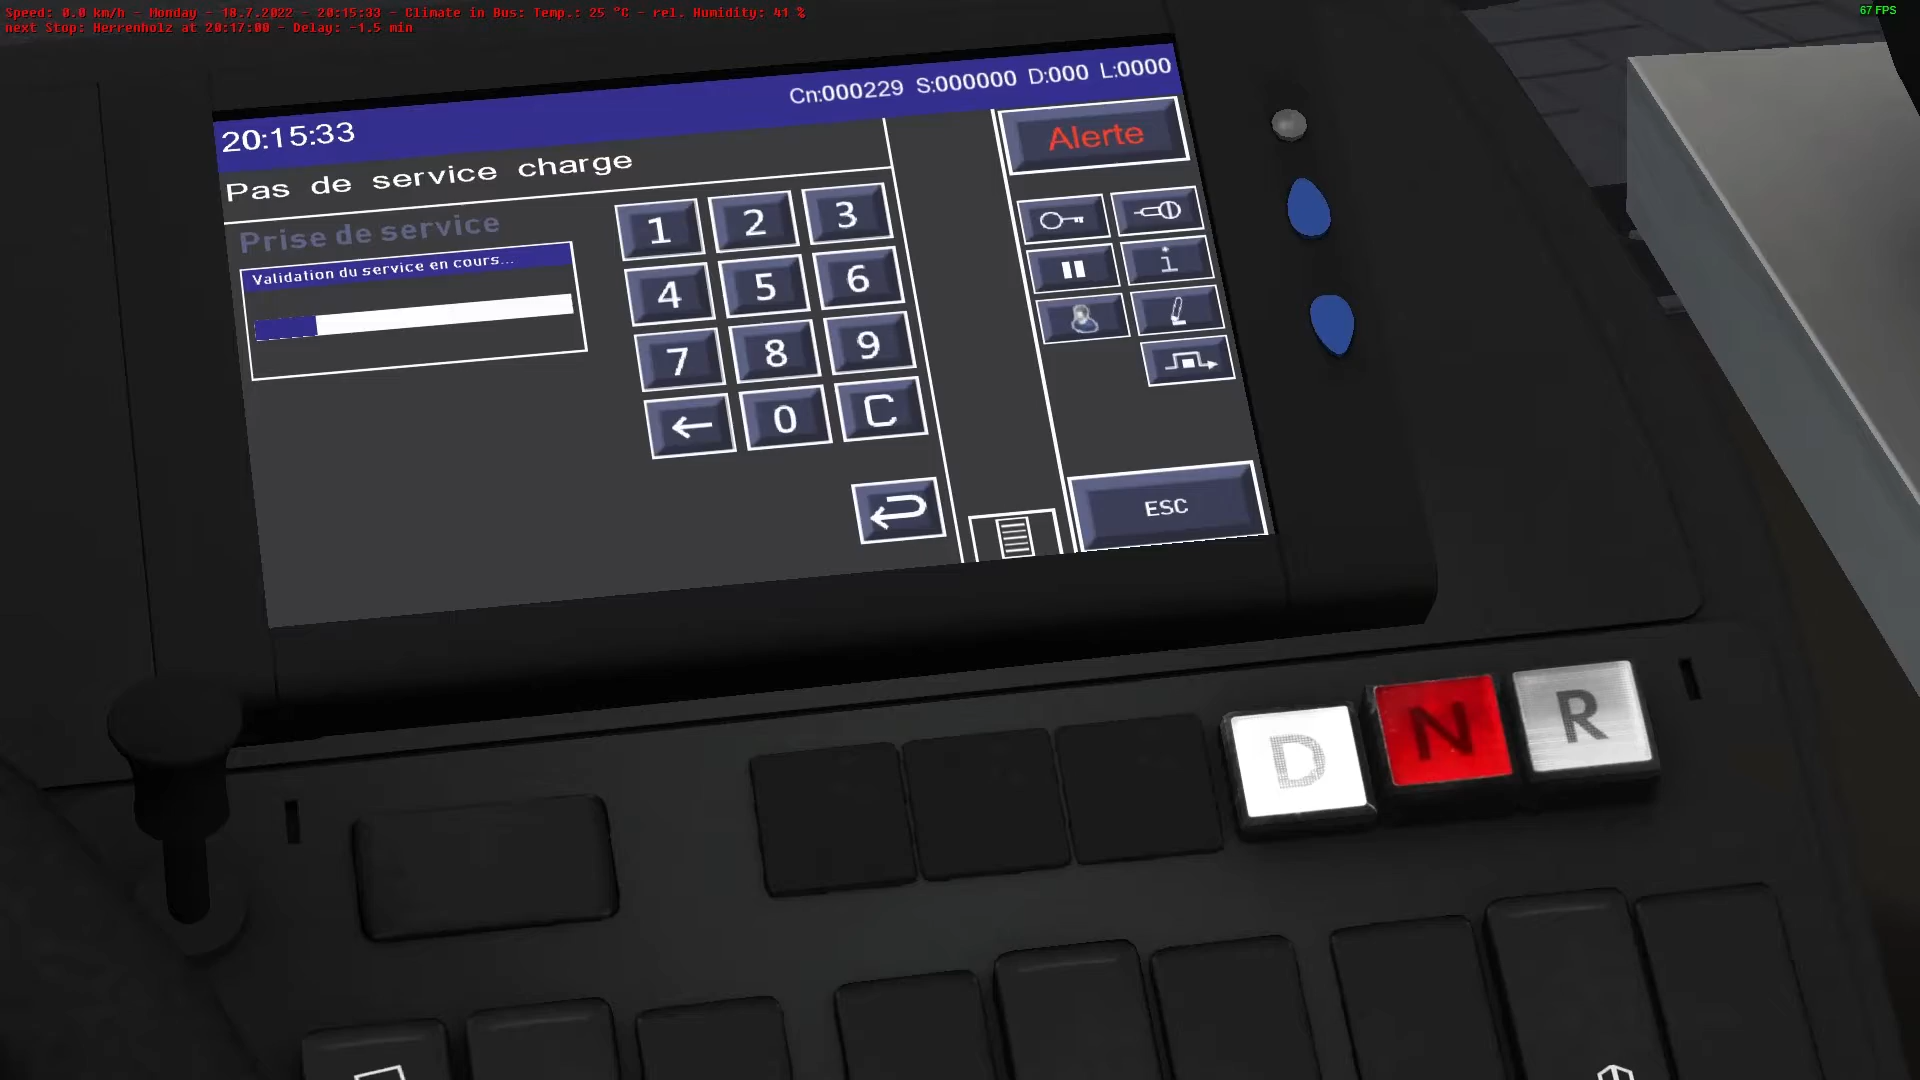 Speed: 0.0 km/h - Monday - 18.7.2022 - 20:15:33 - Climate in Bus: Temp.: 25 °C - rel. Humidity: 41 %
next Stop: Herrenholz at 20:17:00 - Delay: -1.5 min
67 FPS
20:15:33
Cn:000229 S:000000 D:000 L:0000
Pas de service charge
Alerte
Prise de service
Validation du service en cours...
1 2 3
4 5 6
7 8 9
← 0 C
i
ESC
D N R